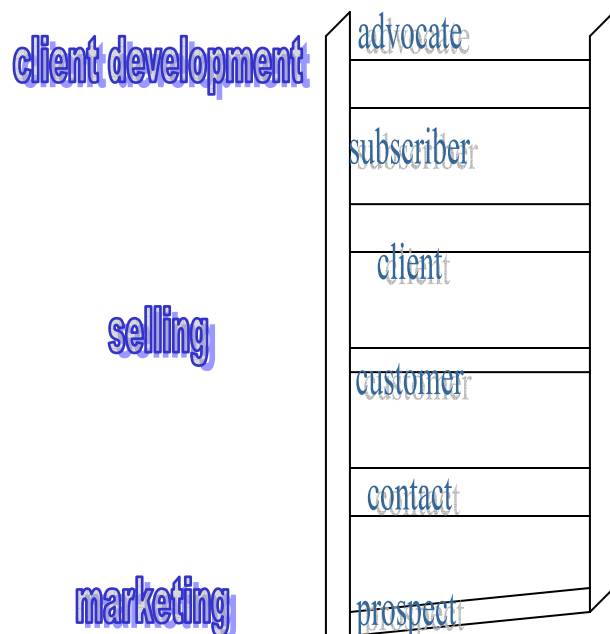 advocate
client development
subscriber
client
selling
customer
contact
marketing
prospect